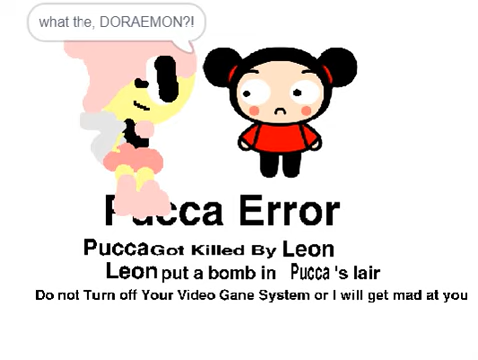 what the, DORAEMON?!
Pucca Error
Pucca Got Killed By Leon
Leon put a bomb in Pucca 's lair
Do not Turn off Your Video Gane System or I will get mad at you